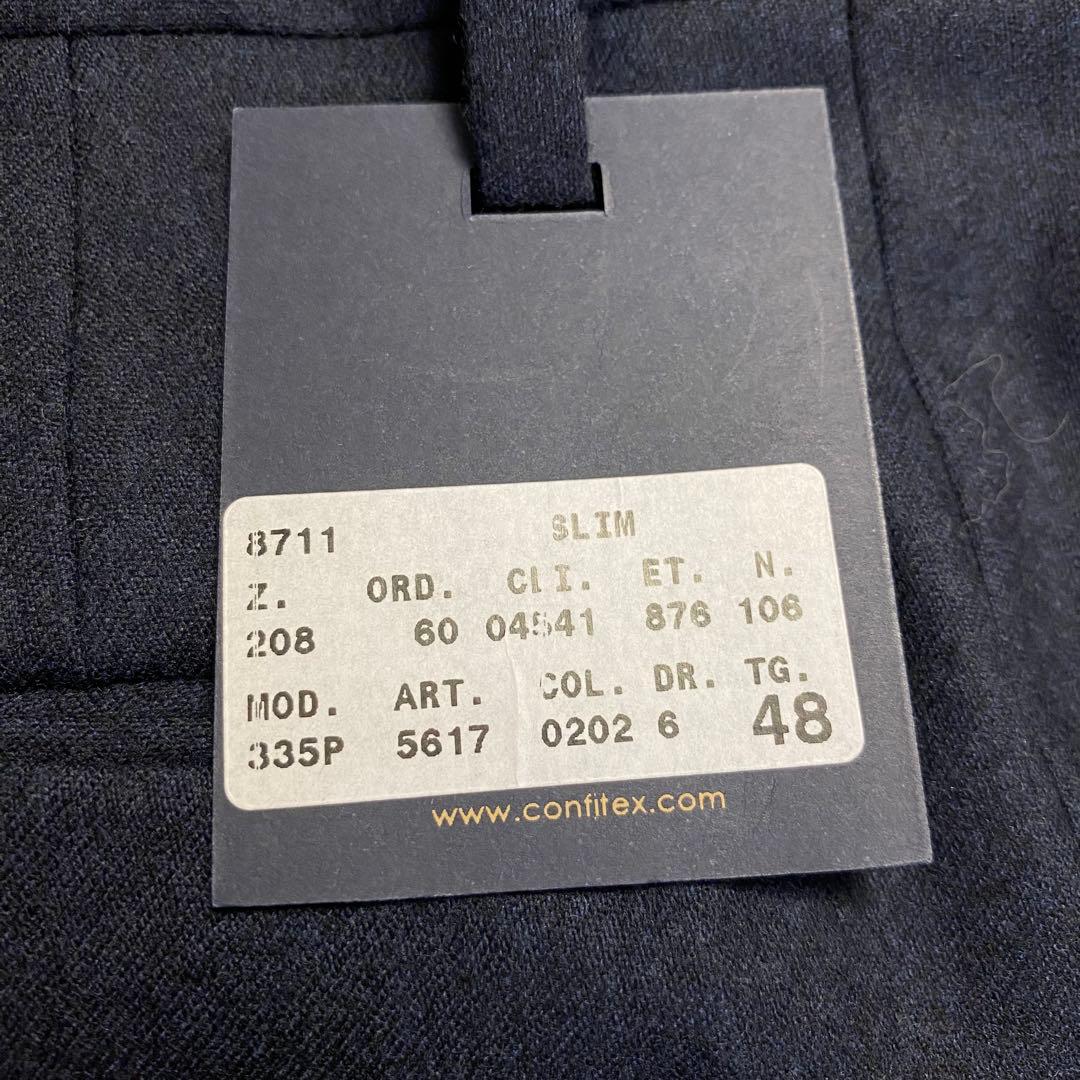 8711 SLIM
Z. ORD. CLI. ET. N.
208 60 04541 876 106
MOD. ART. COL. DR. TG.
335P 5617 0202 6 48
www.confitex.com